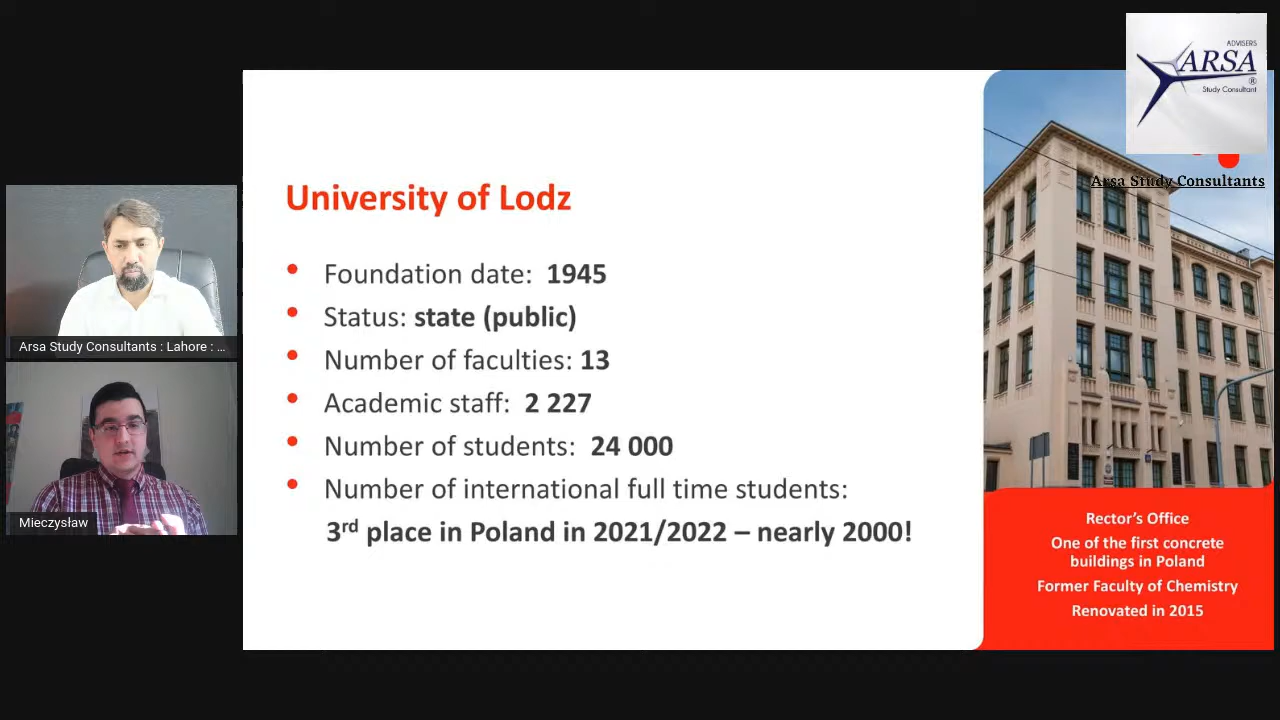 ADVISERS
ARSA
®
Study Consultant
Arsa Study Consultants
University of Lodz
• Foundation date: 1945
• Status: state (public)
• Number of faculties: 13
• Academic staff: 2 227
• Number of students: 24 000
• Number of international full time students:
3rd place in Poland in 2021/2022 – nearly 2000!
Arsa Study Consultants : Lahore : ...
Mieczysław
Rector's Office
One of the first concrete
buildings in Poland
Former Faculty of Chemistry
Renovated in 2015